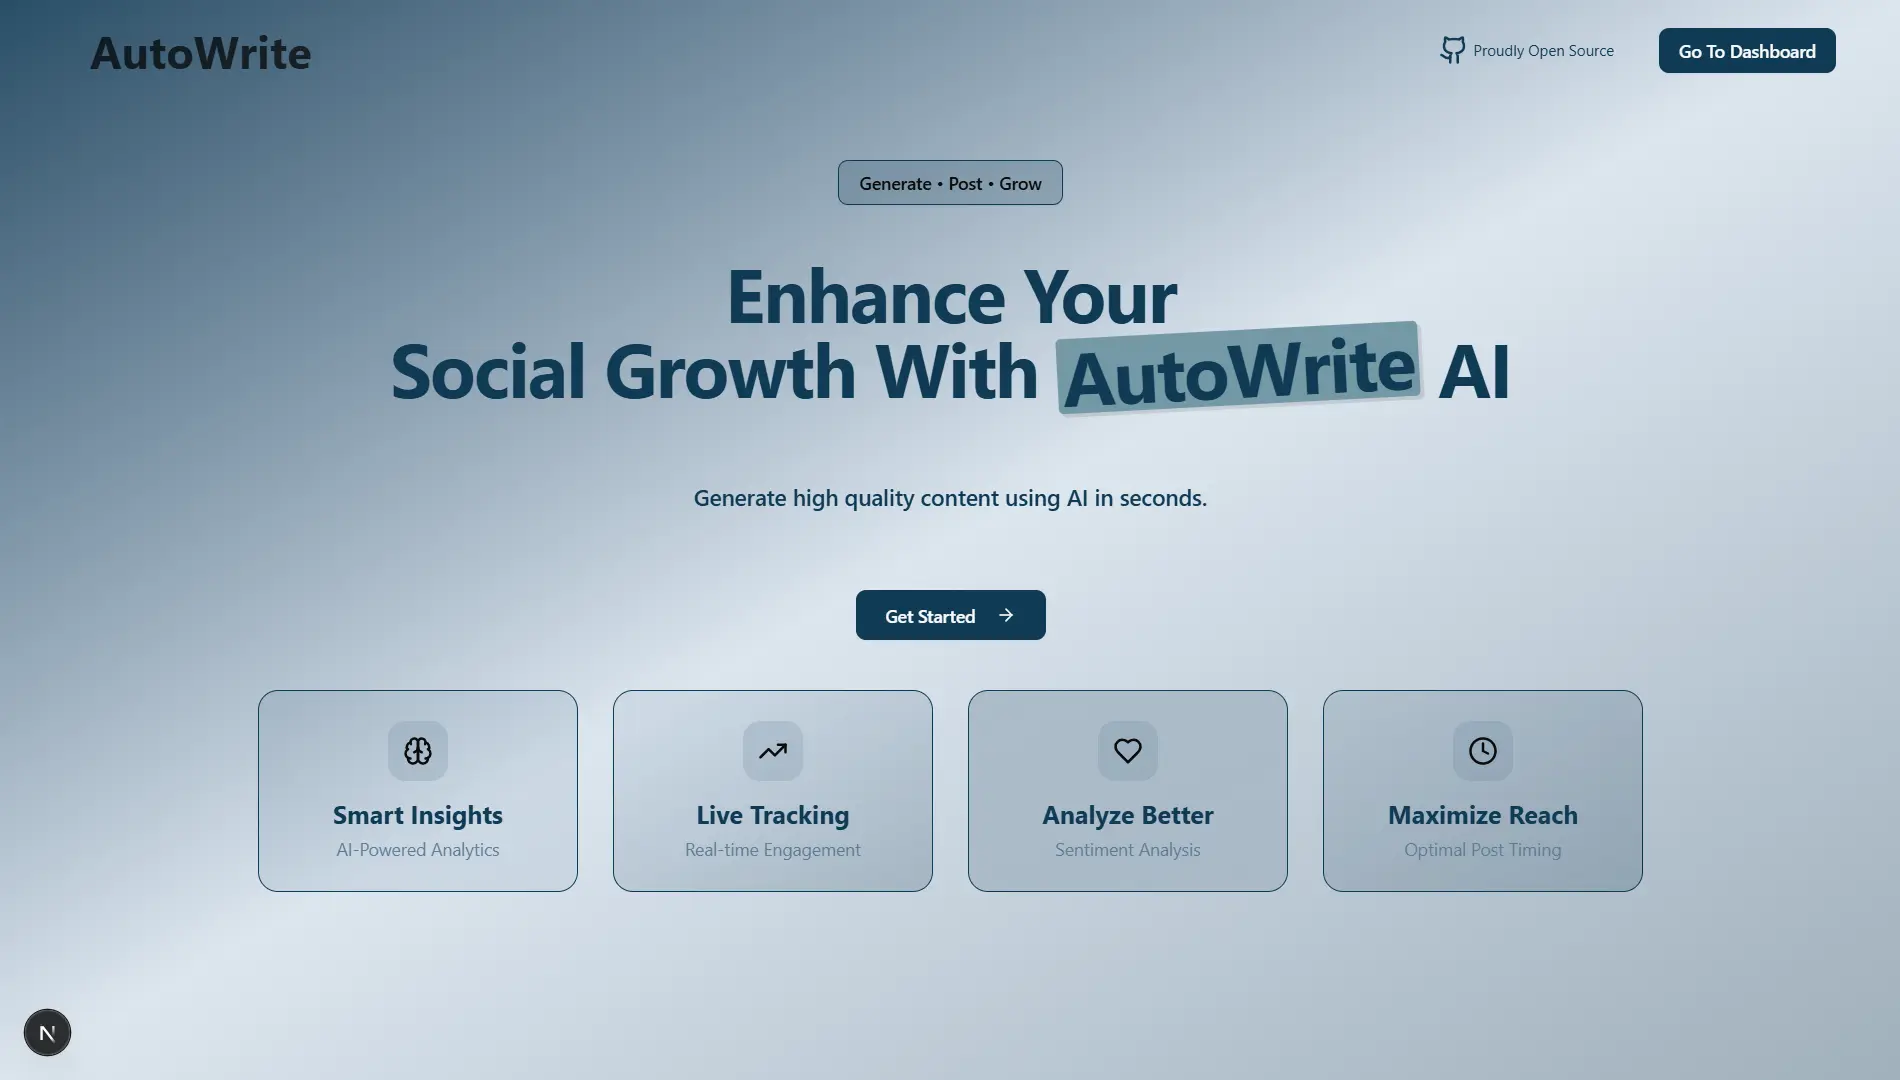 AutoWrite
Proudly Open Source
Go To Dashboard
Generate • Post • Grow
Enhance Your
Social Growth With AutoWrite AI
Generate high quality content using AI in seconds.
Get Started
Smart Insights
AI-Powered Analytics
Live Tracking
Real-time Engagement
Analyze Better
Sentiment Analysis
Maximize Reach
Optimal Post Timing
N